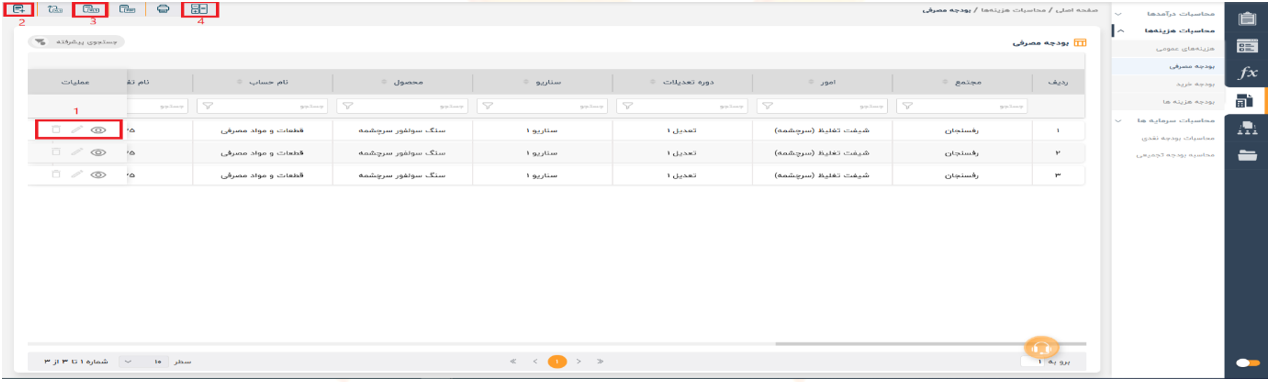 صفحه اصلی / محاسبات هزینه‌ها / بودجه مصرفی
2 3 4
بودجه مصرفی
جستجوی پیشرفته
ردیف مجتمع امور دوره تعدیلات سناریو محصول نام حساب نام تف عملیات
جستجو جستجو جستجو جستجو جستجو جستجو
1
۱ رفسنجان شیفت تغلیظ (سرچشمه) تعدیل ۱ سناریو ۱ سنگ سولفور سرچشمه قطعات و مواد مصرفی
۲ رفسنجان شیفت تغلیظ (سرچشمه) تعدیل ۱ سناریو ۱ سنگ سولفور سرچشمه قطعات و مواد مصرفی
۳ رفسنجان شیفت تغلیظ (سرچشمه) تعدیل ۱ سناریو ۱ سنگ سولفور سرچشمه قطعات و مواد مصرفی
برو به ۱
۱
سطر ۱۰ شماره ۱ تا ۳ از ۳
محاسبات درآمدها
محاسبات هزینه‌ها
هزینه‌های عمومی
بودجه مصرفی
بودجه خرید
بودجه هزینه ها
محاسبات سرمایه ها
محاسبات بودجه نقدی
محاسبه بودجه تجمیعی
fx